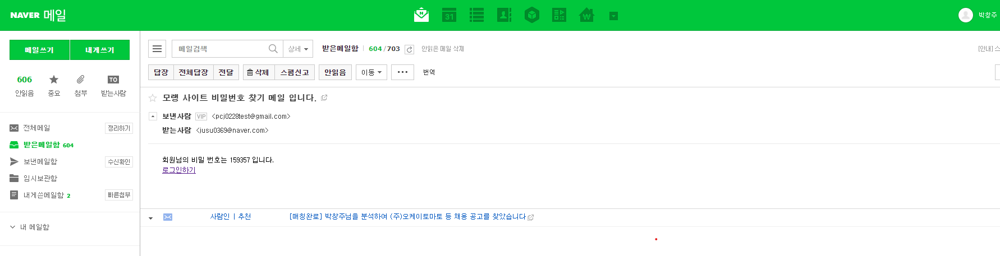 NAVER 메일
31
박창주
메일쓰기 내게쓰기
606
안읽음 중요 첨부 TO 받는사람
전체메일 정리하기
받은메일함 604
보낸메일함 수신확인
임시보관함
내게쓴메일함 2 빠른첨부
내 메일함
메일검색 상세 받은메일함 604/703 안읽은 메일 삭제 [안내] 스
답장 전체답장 전달 삭제 스팸신고 안읽음 이동 ••• 번역
모랭 사이트 비밀번호 찾기 메일 입니다.
보낸사람 VIP <pcj0228test@gmail.com>
받는사람 <jusu0369@naver.com>
회원님의 비밀 번호는 159357 입니다.
로그인하기
사람인 | 추천 [매칭완료] 박창주님을 분석하여 (주)오케이토마토 등 채용 공고를 찾았습니다